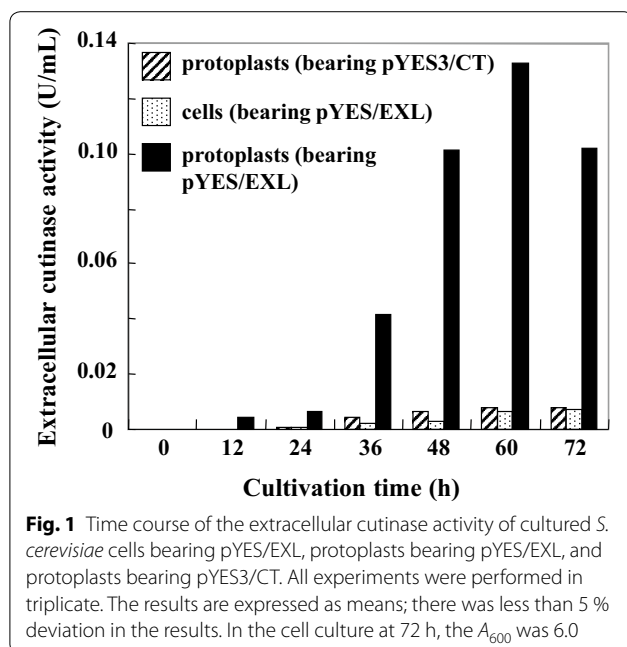 Extracellular cutinase activity (U/mL)
0.14
0.10
0.06
0.02
0
protoplasts (bearing pYES3/CT)
cells (bearing pYES/EXL)
protoplasts (bearing
pYES/EXL)
0 12 24 36 48 60 72
Cultivation time (h)
Fig. 1 Time course of the extracellular cutinase activity of cultured S.
cerevisiae cells bearing pYES/EXL, protoplasts bearing pYES/EXL, and
protoplasts bearing pYES3/CT. All experiments were performed in
triplicate. The results are expressed as means; there was less than 5 %
deviation in the results. In the cell culture at 72 h, the A600 was 6.0